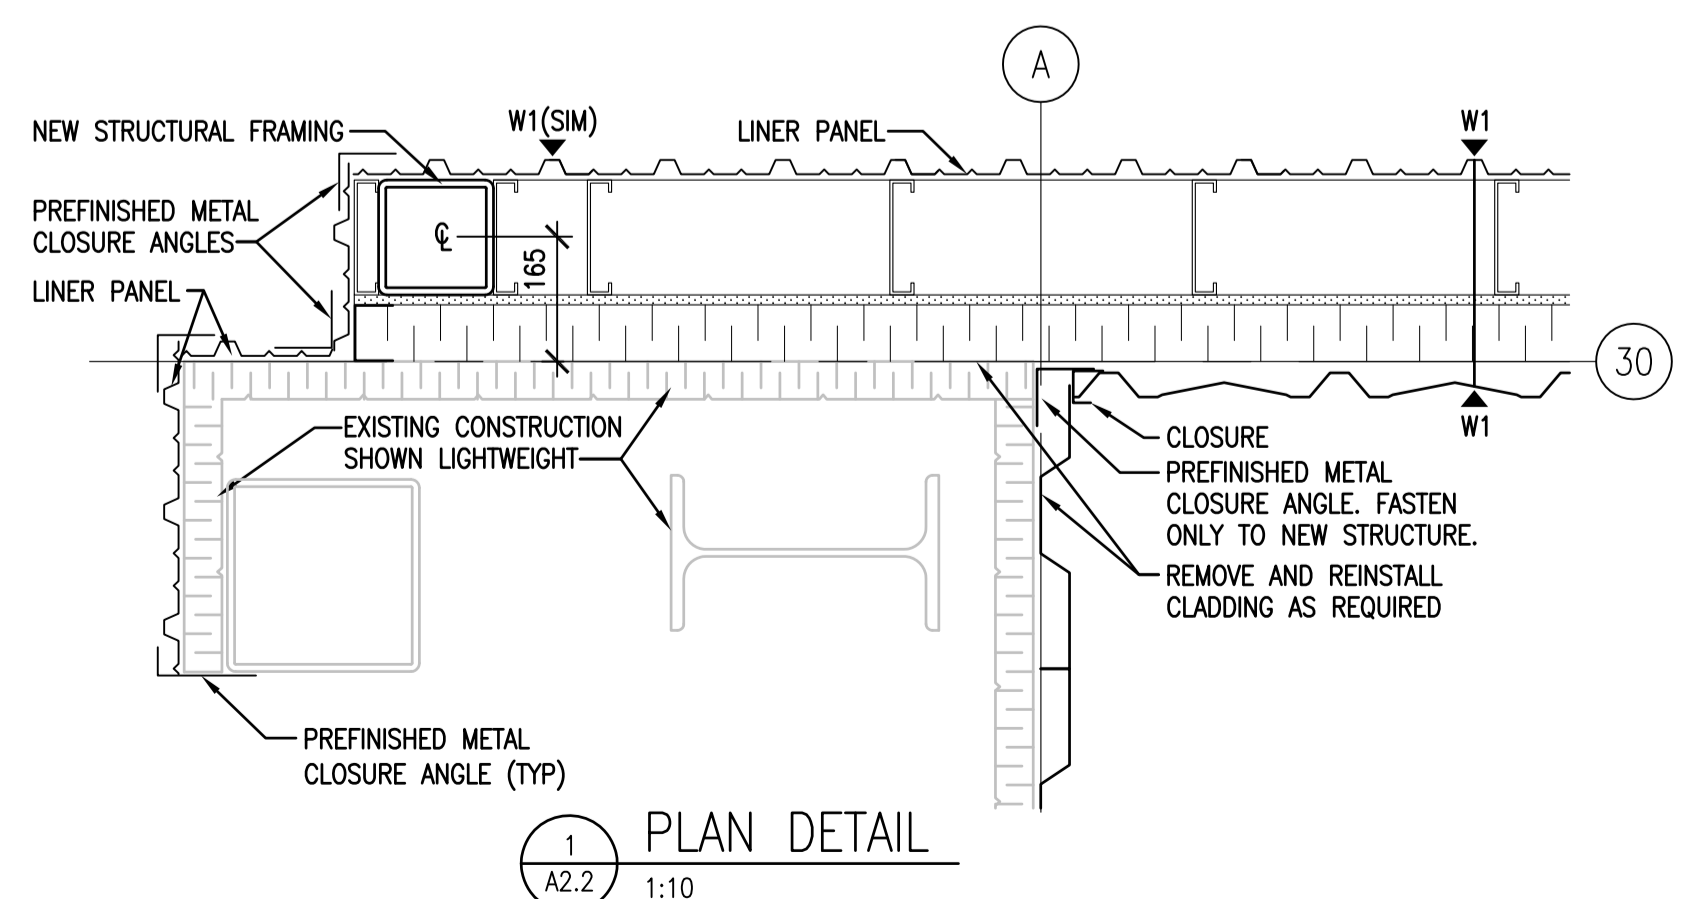 A
NEW STRUCTURAL FRAMING
W1(SIM)
LINER PANEL
W1
PREFINISHED METAL
CLOSURE ANGLES
℄
165
LINER PANEL
30
EXISTING CONSTRUCTION
SHOWN LIGHTWEIGHT
W1
CLOSURE
PREFINISHED METAL
CLOSURE ANGLE. FASTEN
ONLY TO NEW STRUCTURE.
REMOVE AND REINSTALL
CLADDING AS REQUIRED
PREFINISHED METAL
CLOSURE ANGLE (TYP)
1
A2.2
PLAN DETAIL
1:10